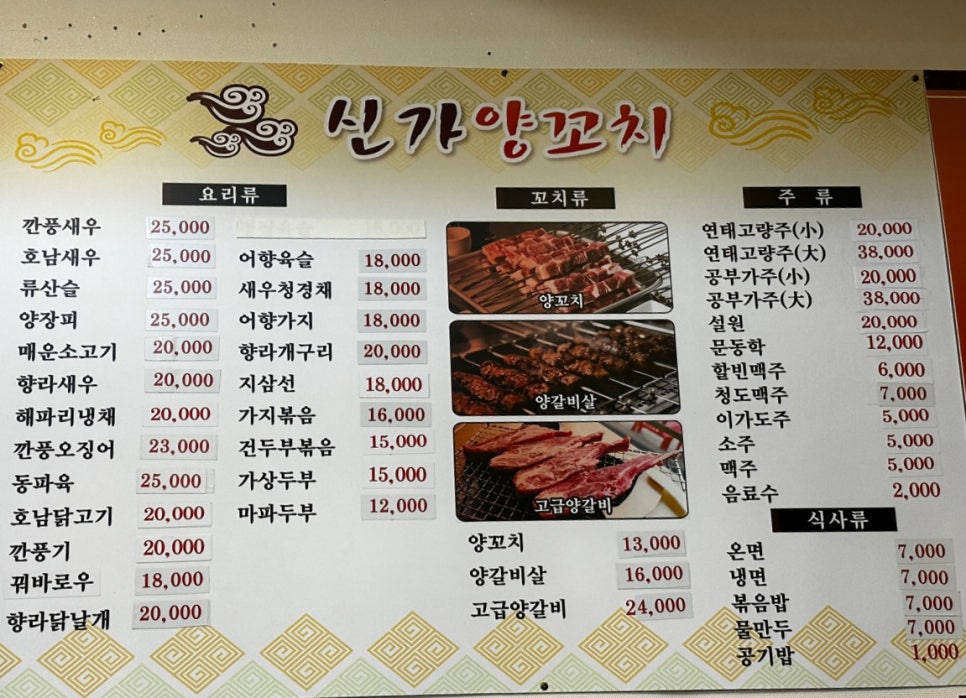 신가양꼬치
요리류
깐풍새우 25,000
호남새우 25,000
류산슬 25,000
양장피 25,000
매운소고기 20,000
향라새우 20,000
해파리냉채 20,000
깐풍오징어 23,000
동파육 25,000
호남닭고기 20,000
깐풍기 20,000
꿔바로우 18,000
향라닭날개 20,000
어향육슬 18,000
새우청경채 18,000
어향가지 18,000
향라개구리 20,000
지삼선 18,000
가지볶음 16,000
건두부볶음 15,000
가상두부 15,000
마파두부 12,000
꼬치류
양꼬치
양갈비살
고급양갈비
양꼬치 13,000
양갈비살 16,000
고급양갈비 24,000
주 류
연태고량주(小) 20,000
연태고량주(大) 38,000
공부가주(小) 20,000
공부가주(大) 38,000
설원 20,000
문동학 12,000
할빈맥주 6,000
청도맥주 7,000
이가도주 5,000
소주 5,000
맥주 5,000
음료수 2,000
식사류
온면 7,000
냉면 7,000
볶음밥 7,000
물만두 7,000
공기밥 1,000